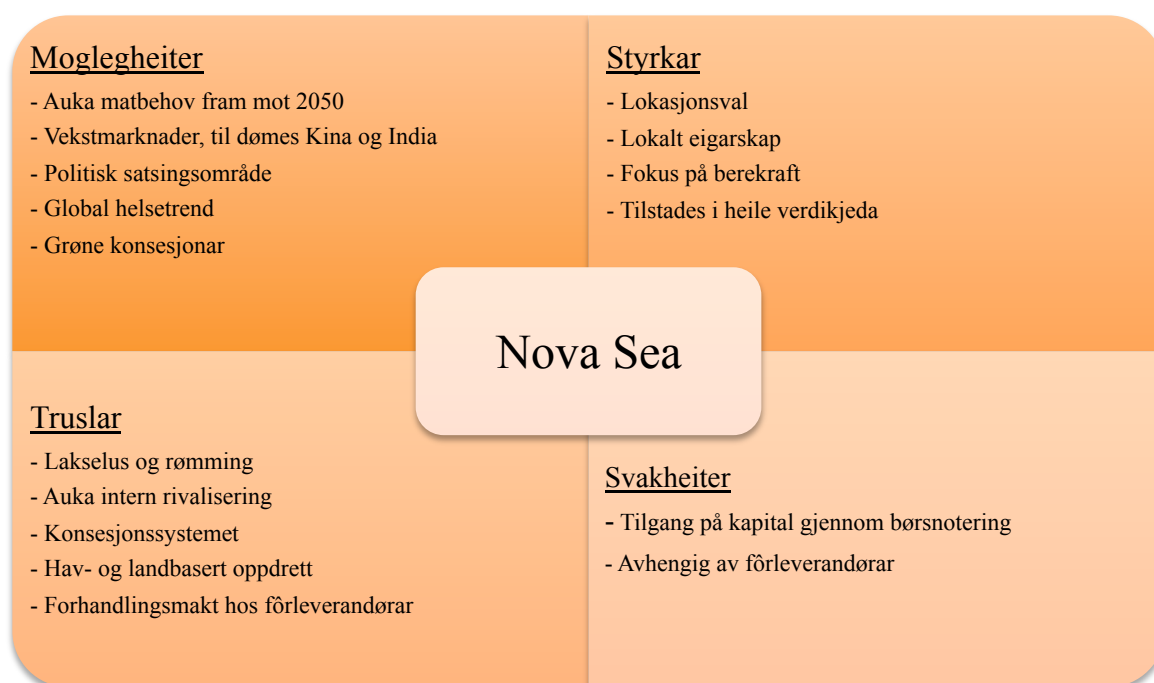 Moglegheiter
- Auka matbehov fram mot 2050
- Vekstmarknader, til dømes Kina og India
- Politisk satsingsområde
- Global helsetrend
- Grøne konsesjonar
Styrkar
- Lokasjonsval
- Lokalt eigarskap
- Fokus på berekraft
- Tilstades i heile verdikjeda
Nova Sea
Truslar
- Lakselus og rømming
- Auka intern rivalisering
- Konsesjonssystemet
- Hav- og landbasert oppdrett
- Forhandlingsmakt hos fôrleverandørar
Svakheiter
- Tilgang på kapital gjennom børsnotering
- Avhengig av fôrleverandørar